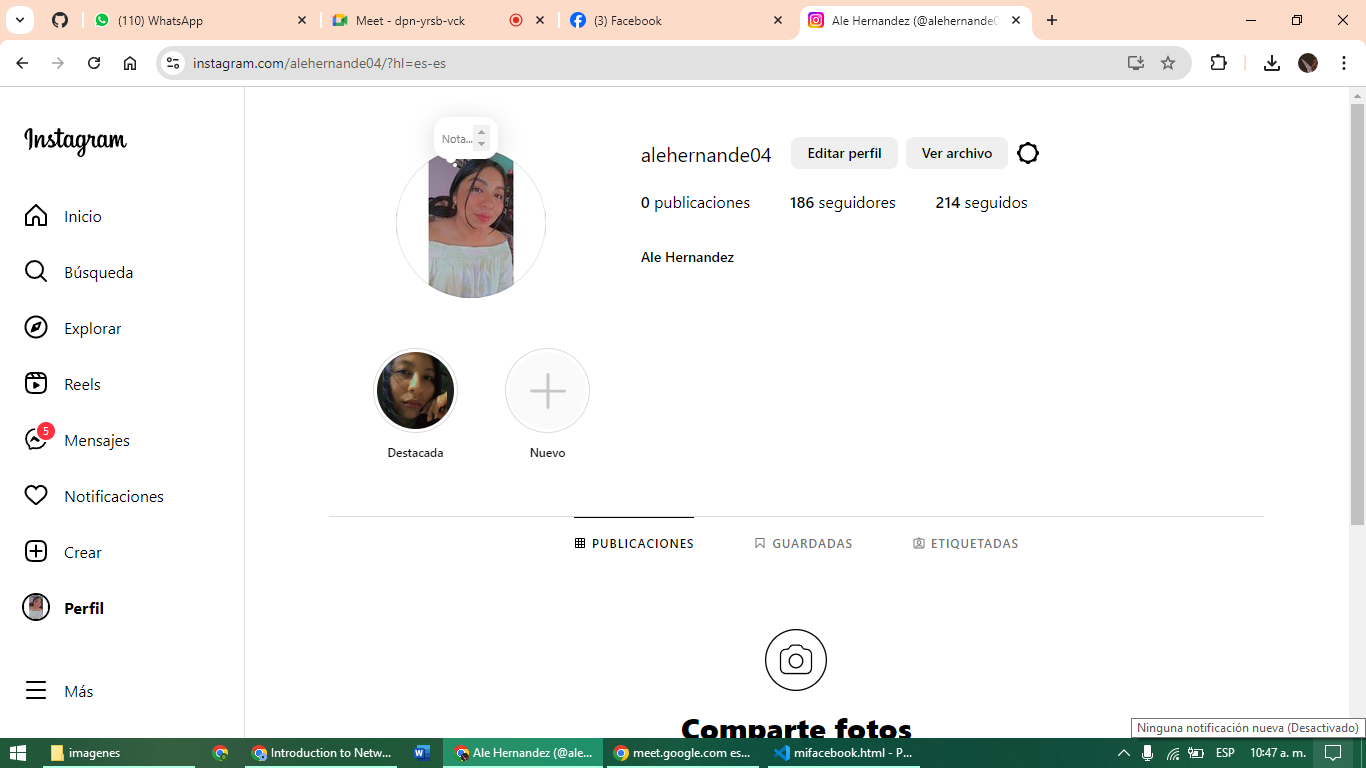 (110) WhatsApp
Meet - dpn-yrsb-vck
(3) Facebook
Ale Hernandez (@alehernande0
instagram.com/alehernande04/?hl=es-es
Instagram
Inicio
Búsqueda
Explorar
Reels
5
Mensajes
Notificaciones
Crear
Perfil
Más
Nota...
alehernande04
Editar perfil
Ver archivo
0 publicaciones
186 seguidores
214 seguidos
Ale Hernandez
Destacada
Nuevo
PUBLICACIONES
GUARDADAS
ETIQUETADAS
Comparte fotos
Ninguna notificación nueva (Desactivado)
imagenes
Introduction to Netw...
Ale Hernandez (@ale...
meet.google.com es...
mifacebook.html - P...
ESP
10:47 a. m.